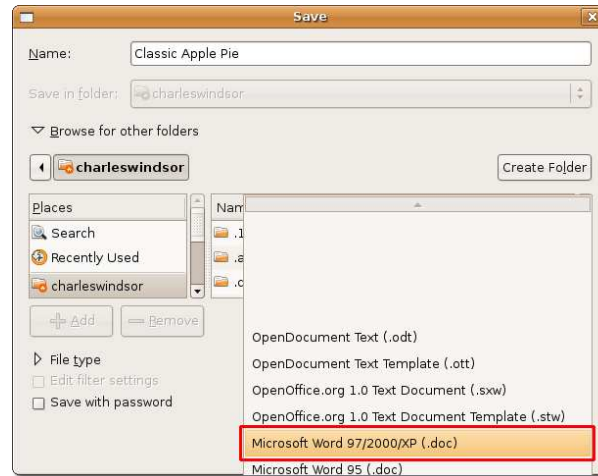 Save
Name: Classic Apple Pie
Save in folder: charleswindsor
Browse for other folders
charleswindsor Create Folder
Places
Search
Recently Used
charleswindsor
Nam
.1
.a
Add Remove
File type
Edit filter settings
Save with password
OpenDocument Text (.odt)
OpenDocument Text Template (.ott)
OpenOffice.org 1.0 Text Document (.sxw)
OpenOffice.org 1.0 Text Document Template (.stw)
Microsoft Word 97/2000/XP (.doc)
Microsoft Word 95 (.doc)